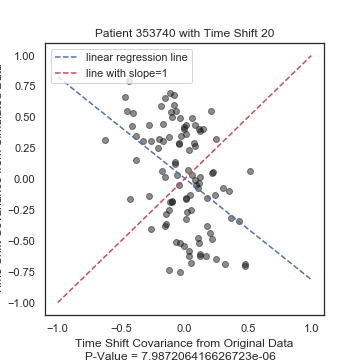 Patient 353740 with Time Shift 20
linear regression line
line with slope=1
1.00
0.75
0.50
0.25
0.00
−0.25
−0.50
−0.75
−1.00
−1.0
−0.5
0.0
0.5
1.0
Time Shift Covariance from Original Data
P-Value = 7.987206416626723e-06